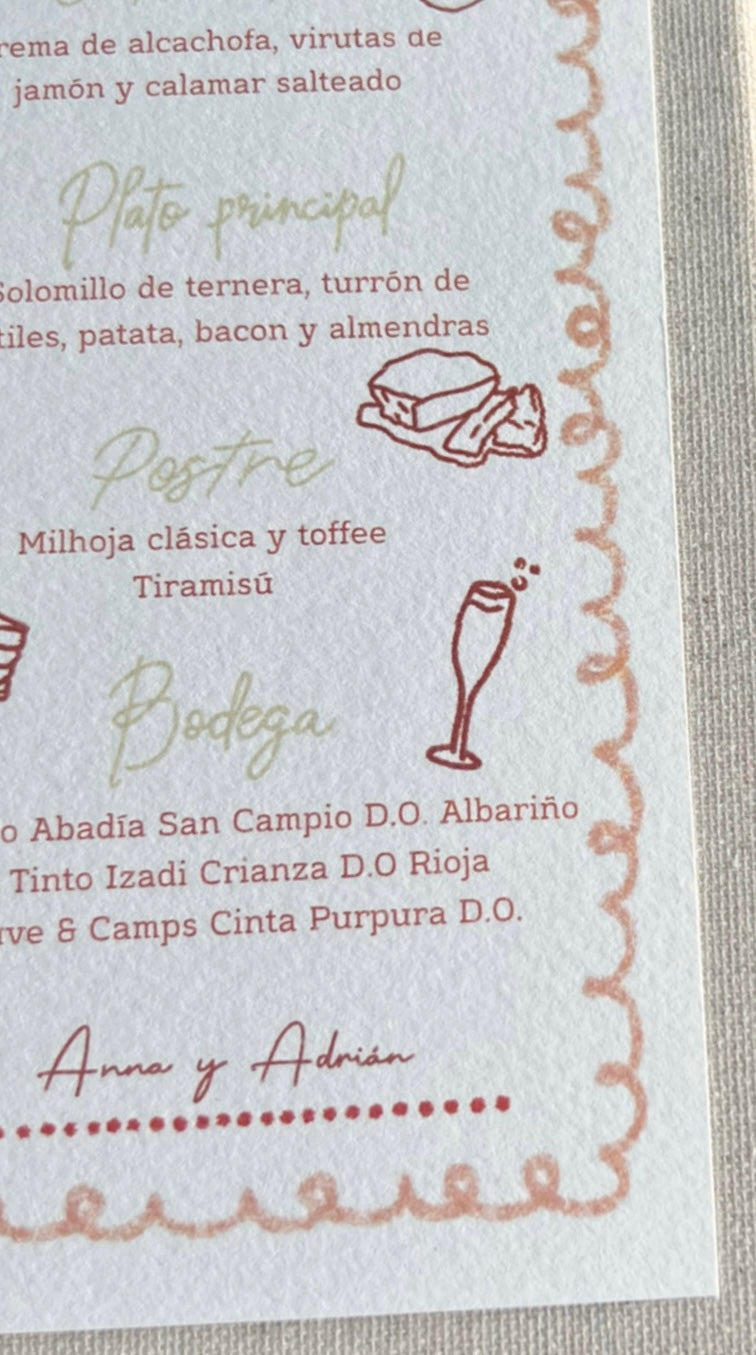 rema de alcachofa, virutas de
jamón y calamar salteado
Plato principal
Solomillo de ternera, turrón de
tiles, patata, bacon y almendras
Postre
Milhoja clásica y toffee
Tiramisú
Bodega
o Abadía San Campio D.O. Albariño
Tinto Izadi Crianza D.O Rioja
rve & Camps Cinta Purpura D.O.
Anna y Adrián